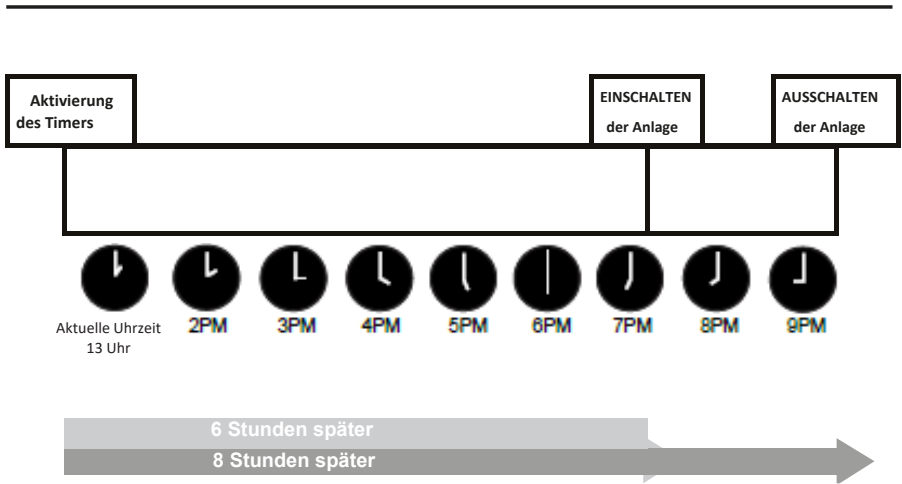 Aktivierung
des Timers
EINSCHALTEN
der Anlage
AUSSCHALTEN
der Anlage
Aktuelle Uhrzeit
13 Uhr
2PM 3PM 4PM 5PM 6PM 7PM 8PM 9PM
6 Stunden später
8 Stunden später